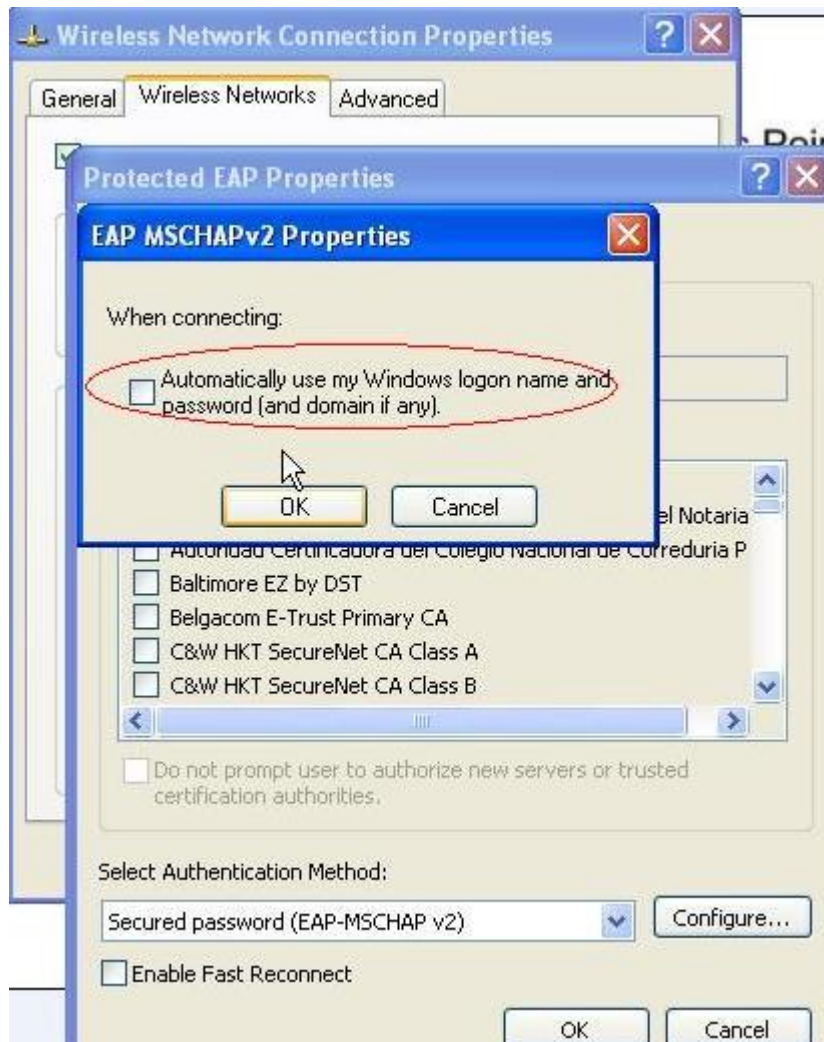 Wireless Network Connection Properties
General Wireless Networks Advanced
Protected EAP Properties
EAP MSCHAPv2 Properties
When connecting:
Automatically use my Windows logon name and
password (and domain if any).
OK Cancel
el Notaria
Autoridad Certificadora del Colegio Nacional de Correduria P
Baltimore EZ by DST
Belgacom E-Trust Primary CA
C&W HKT SecureNet CA Class A
C&W HKT SecureNet CA Class B
Do not prompt user to authorize new servers or trusted
certification authorities.
Select Authentication Method:
Secured password (EAP-MSCHAP v2) Configure...
Enable Fast Reconnect
OK Cancel